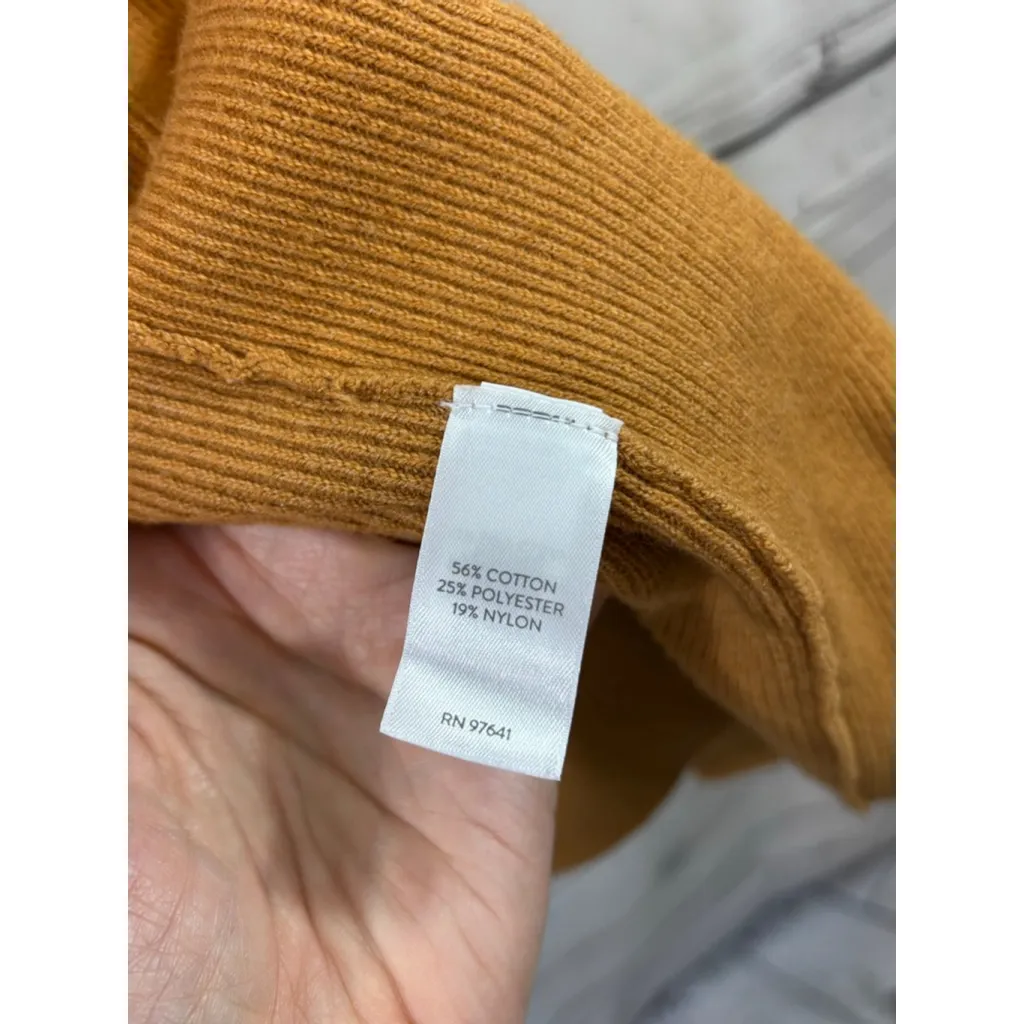 56% COTTON
25% POLYESTER
19% NYLON
RN 97641